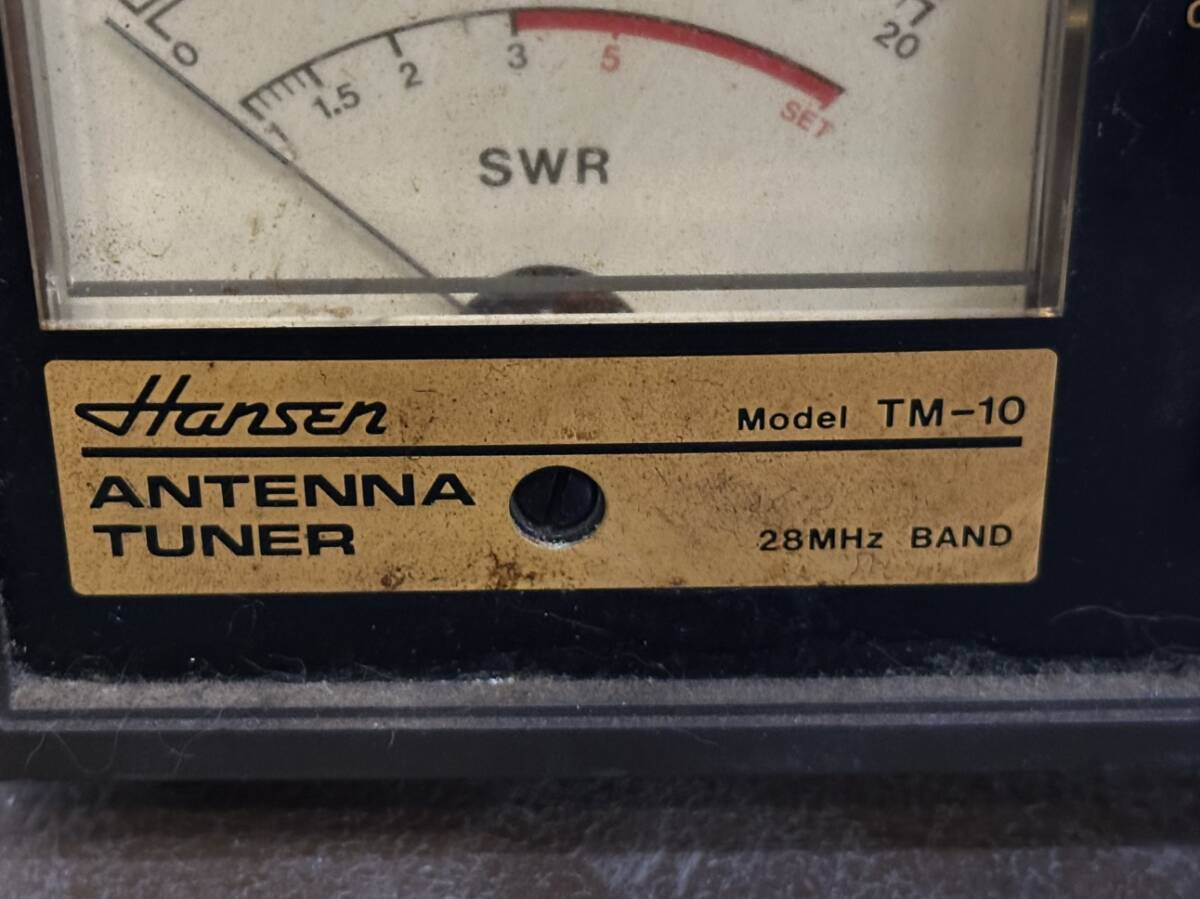 0
20
1 1.5 2 3 5 SET
SWR
Hansen
Model TM-10
ANTENNA
TUNER
28MHz BAND